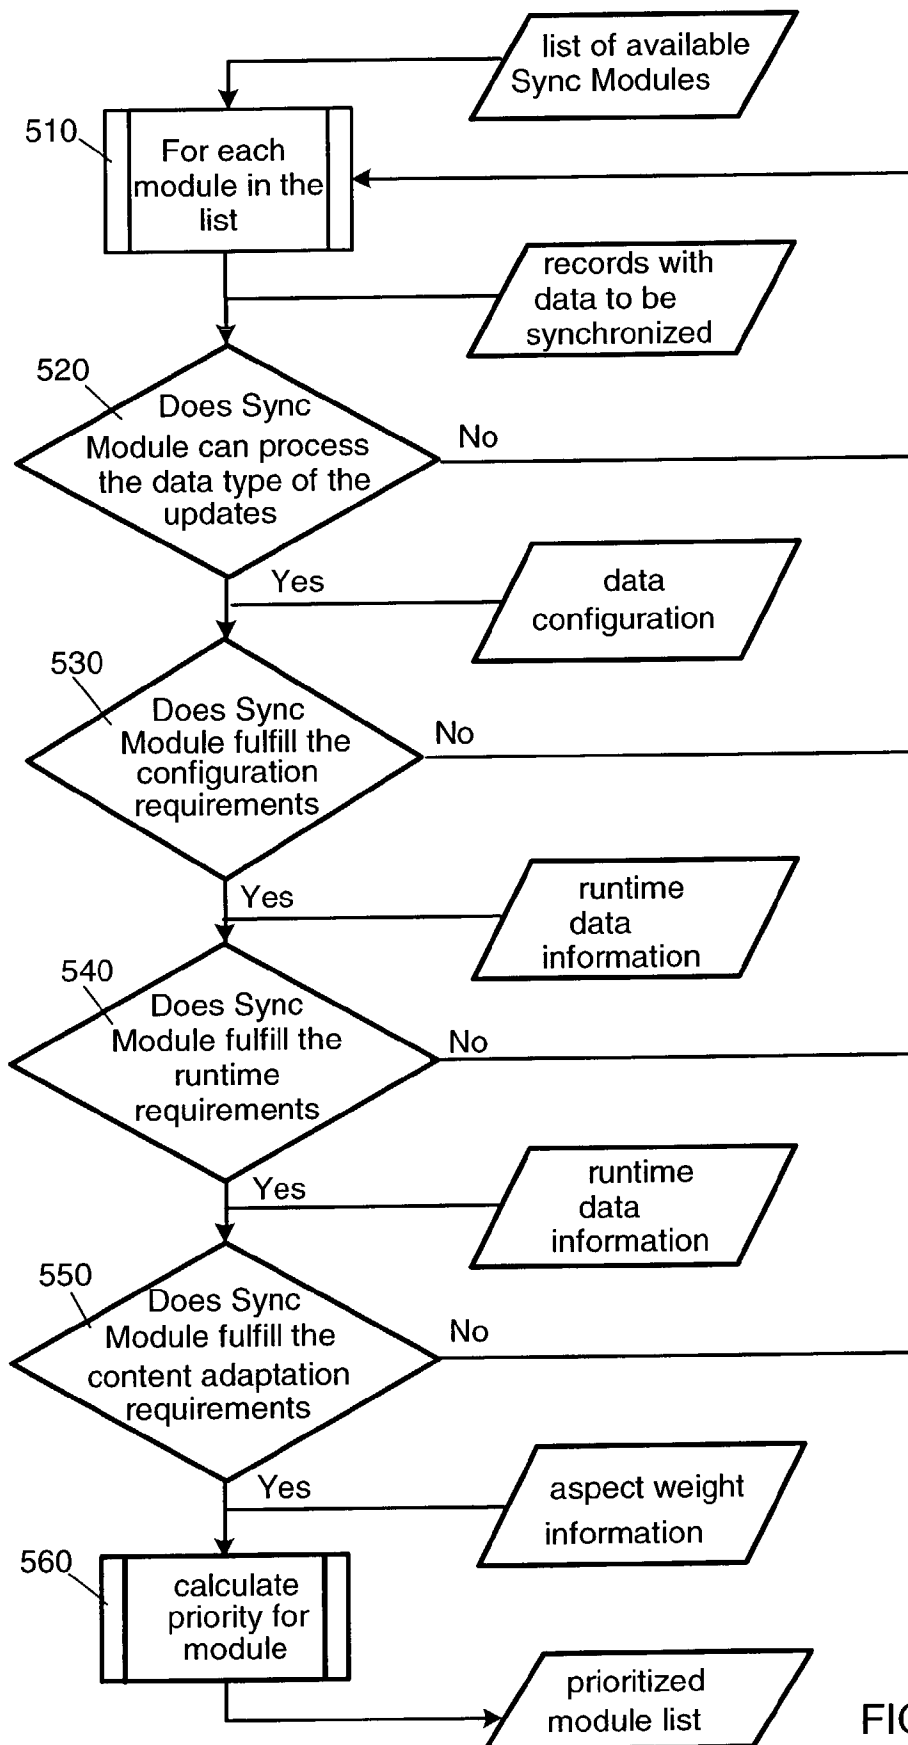 list of available
Sync Modules
510
For each
module in the
list
records with
data to be
synchronized
520
Does Sync
Module can process
the data type of the
updates
No
Yes
data
configuration
530
Does Sync
Module fulfill the
configuration
requirements
No
Yes
runtime
data
information
540
Does Sync
Module fulfill the
runtime
requirements
No
Yes
runtime
data
information
550
Does Sync
Module fulfill the
content adaptation
requirements
No
Yes
aspect weight
information
560
calculate
priority for
module
prioritized
module list